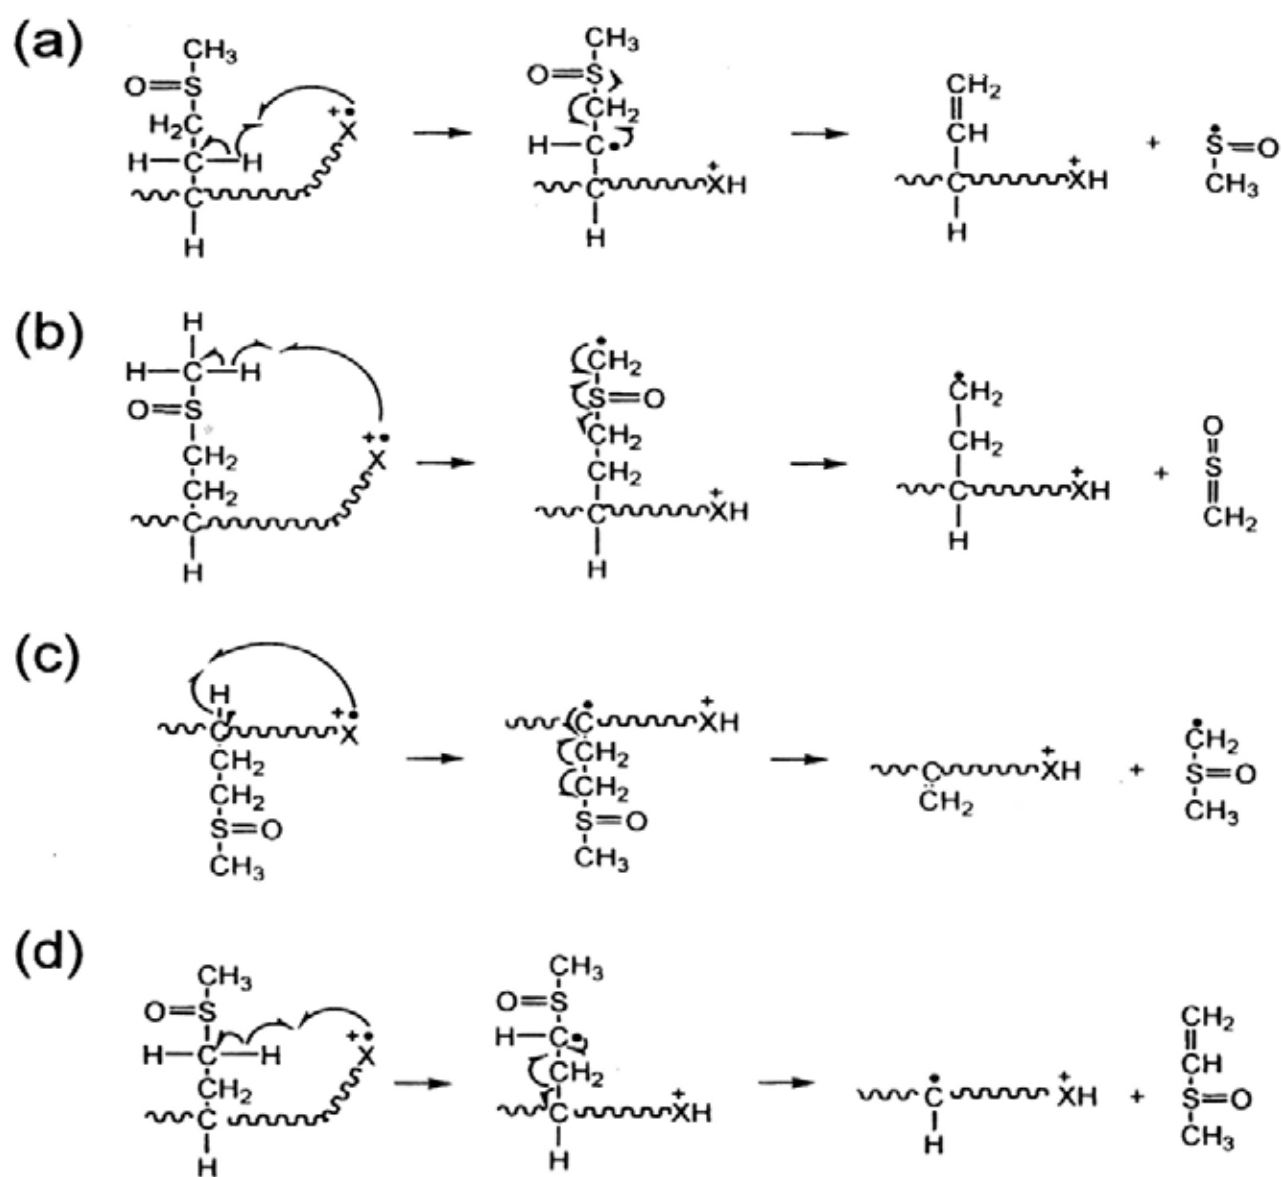 (a)
CH3 CH3
O=S O=S CH2 O
H2C +• X CH2 CH + •S=O
H–C–H H–C• +XH +XH CH3
C C C
H H H
(b)
H •CH2 •CH2
H–C–H S=O CH2 O
O=S +• X CH2 + S
CH2 CH2 +XH CH2
CH2 +XH C
C C H
H H
(c)
H +• X •C +XH •CH2
C CH2 C +XH + S=O
CH2 CH2 CH2 CH3
CH2 S=O
S=O CH3
CH3
(d)
CH3 CH3 CH2
O=S O=S CH
H–C–H +• X H–C• •C +XH + S=O
CH2 CH2 H CH3
C C +XH
H H